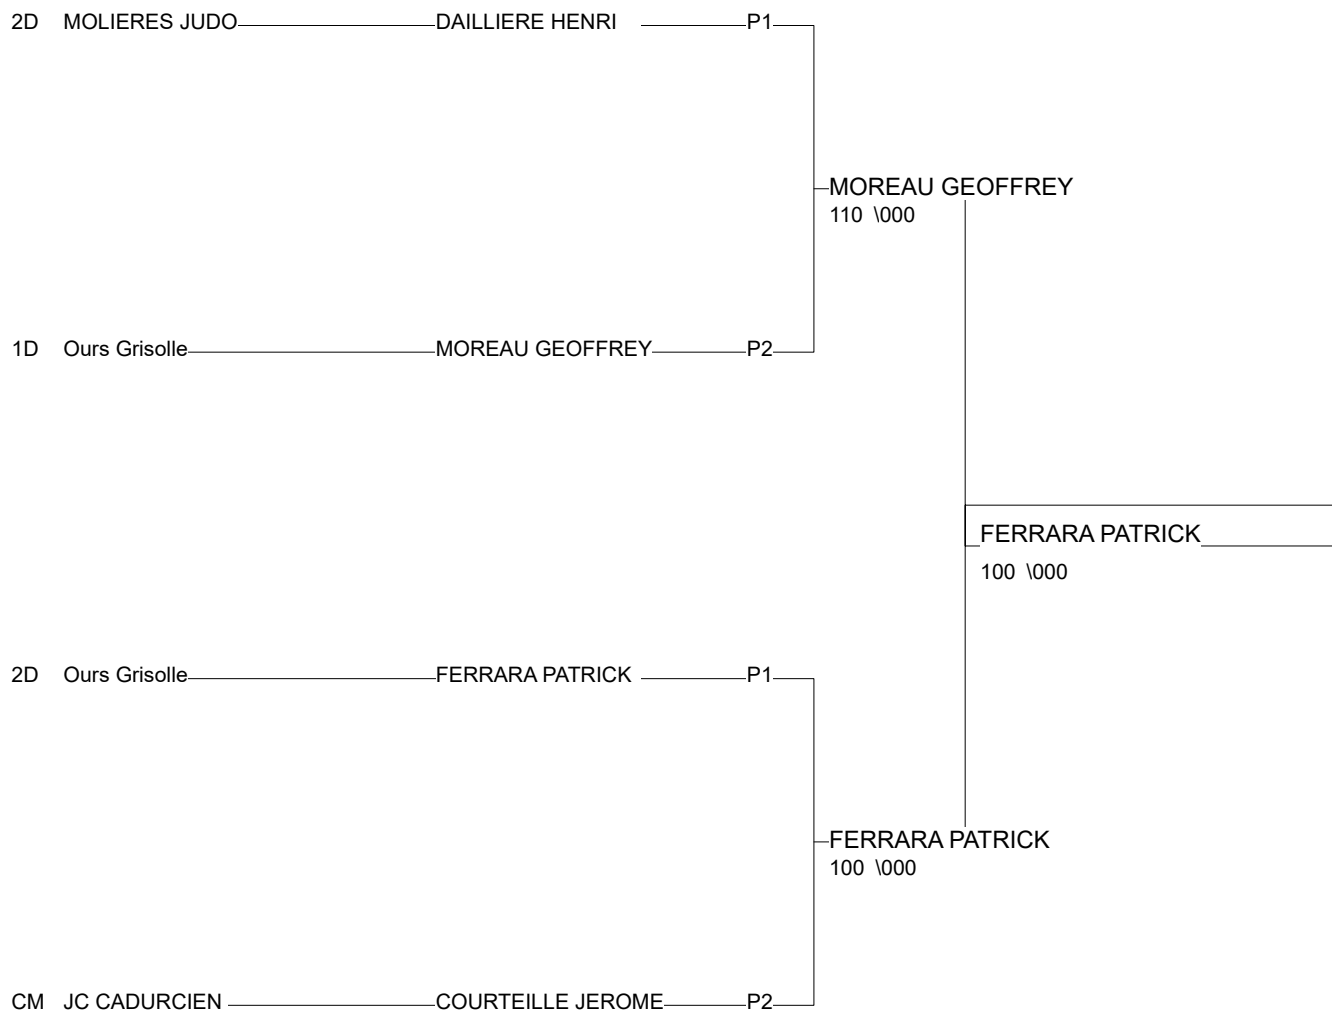 2D MOLIERES JUDO DAILLIERE HENRI P1
MOREAU GEOFFREY
110 \000
1D Ours Grisolle MOREAU GEOFFREY P2
FERRARA PATRICK
100 \000
2D Ours Grisolle FERRARA PATRICK P1
FERRARA PATRICK
100 \000
CM JC CADURCIEN COURTEILLE JEROME P2